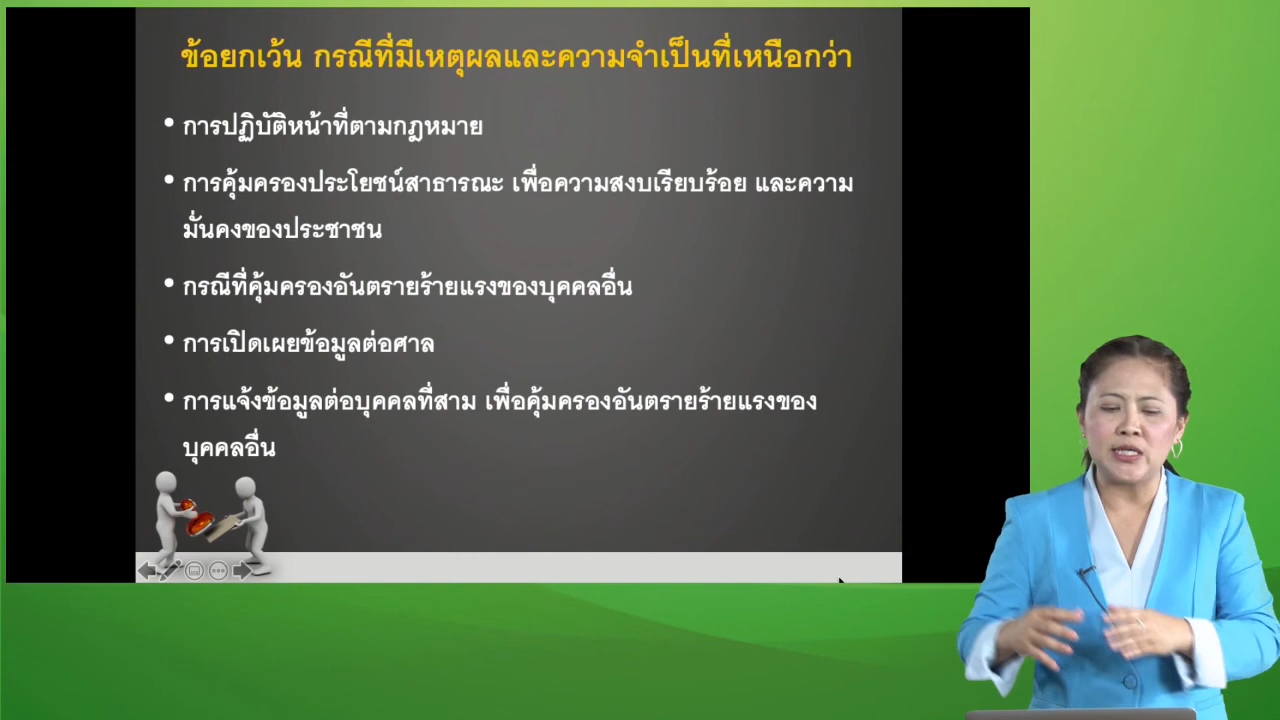 ข้อยกเว้น กรณีที่มีเหตุผลและความจำเป็นที่เหนือกว่า
• การปฏิบัติหน้าที่ตามกฎหมาย
• การคุ้มครองประโยชน์สาธารณะ เพื่อความสงบเรียบร้อย และความ
มั่นคงของประชาชน
• กรณีที่คุ้มครองอันตรายร้ายแรงของบุคคลอื่น
• การเปิดเผยข้อมูลต่อศาล
• การแจ้งข้อมูลต่อบุคคลที่สาม เพื่อคุ้มครองอันตรายร้ายแรงของ
บุคคลอื่น